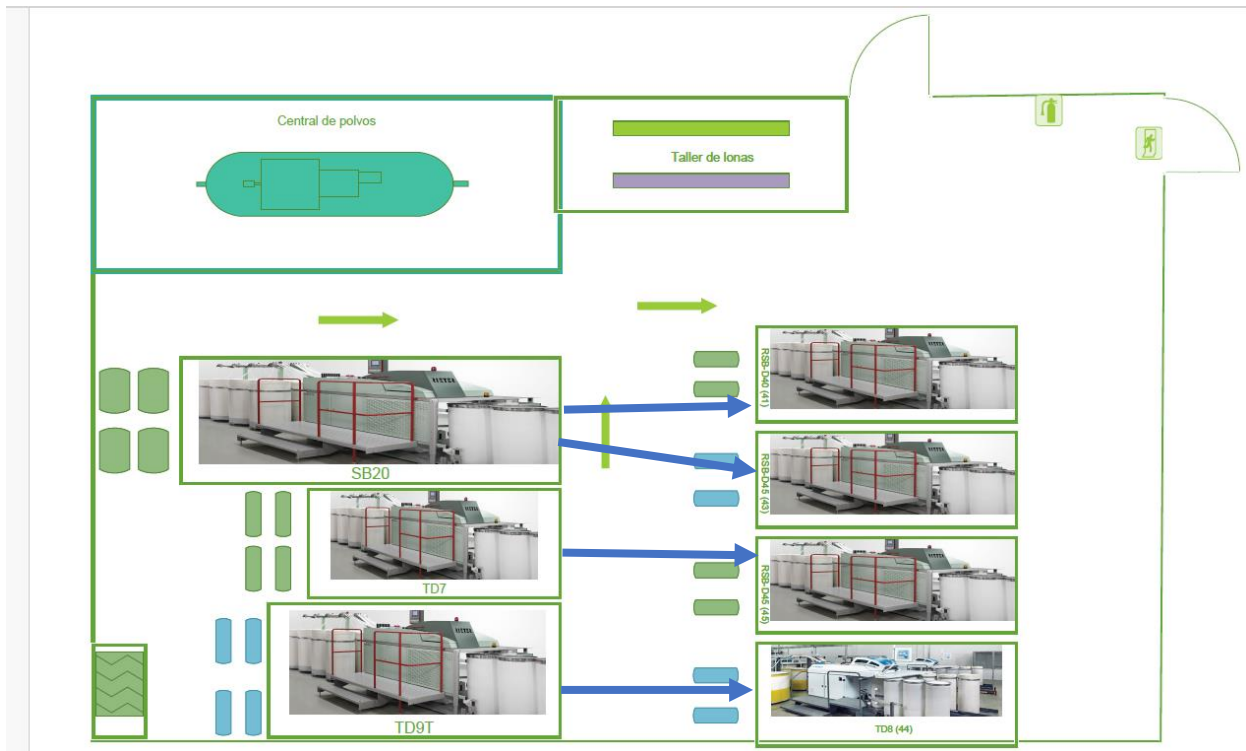 Central de polvos
Taller de lonas
SB20
TD7
TD9T
RSB-D40 (41)
RSB-D45 (43)
RSB-D45 (45)
TD8 (44)